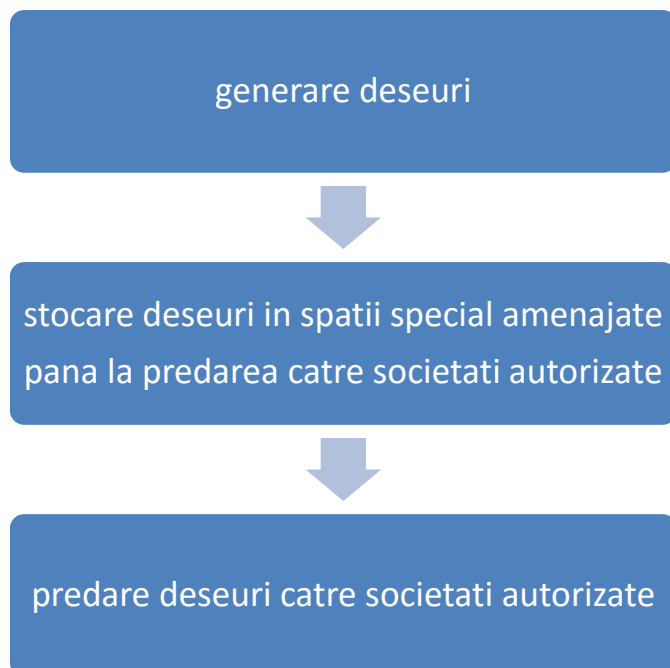 generare deseuri
stocare deseuri in spatii special amenajate
pana la predarea catre societati autorizate
predare deseuri catre societati autorizate